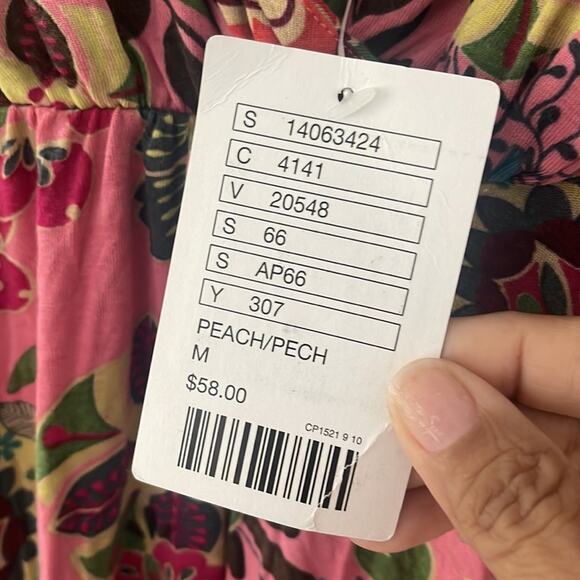 S 14063424
C 4141
V 20548
S 66
S AP66
Y 307
PEACH/PECH
M
$58.00
CP1521 9 10